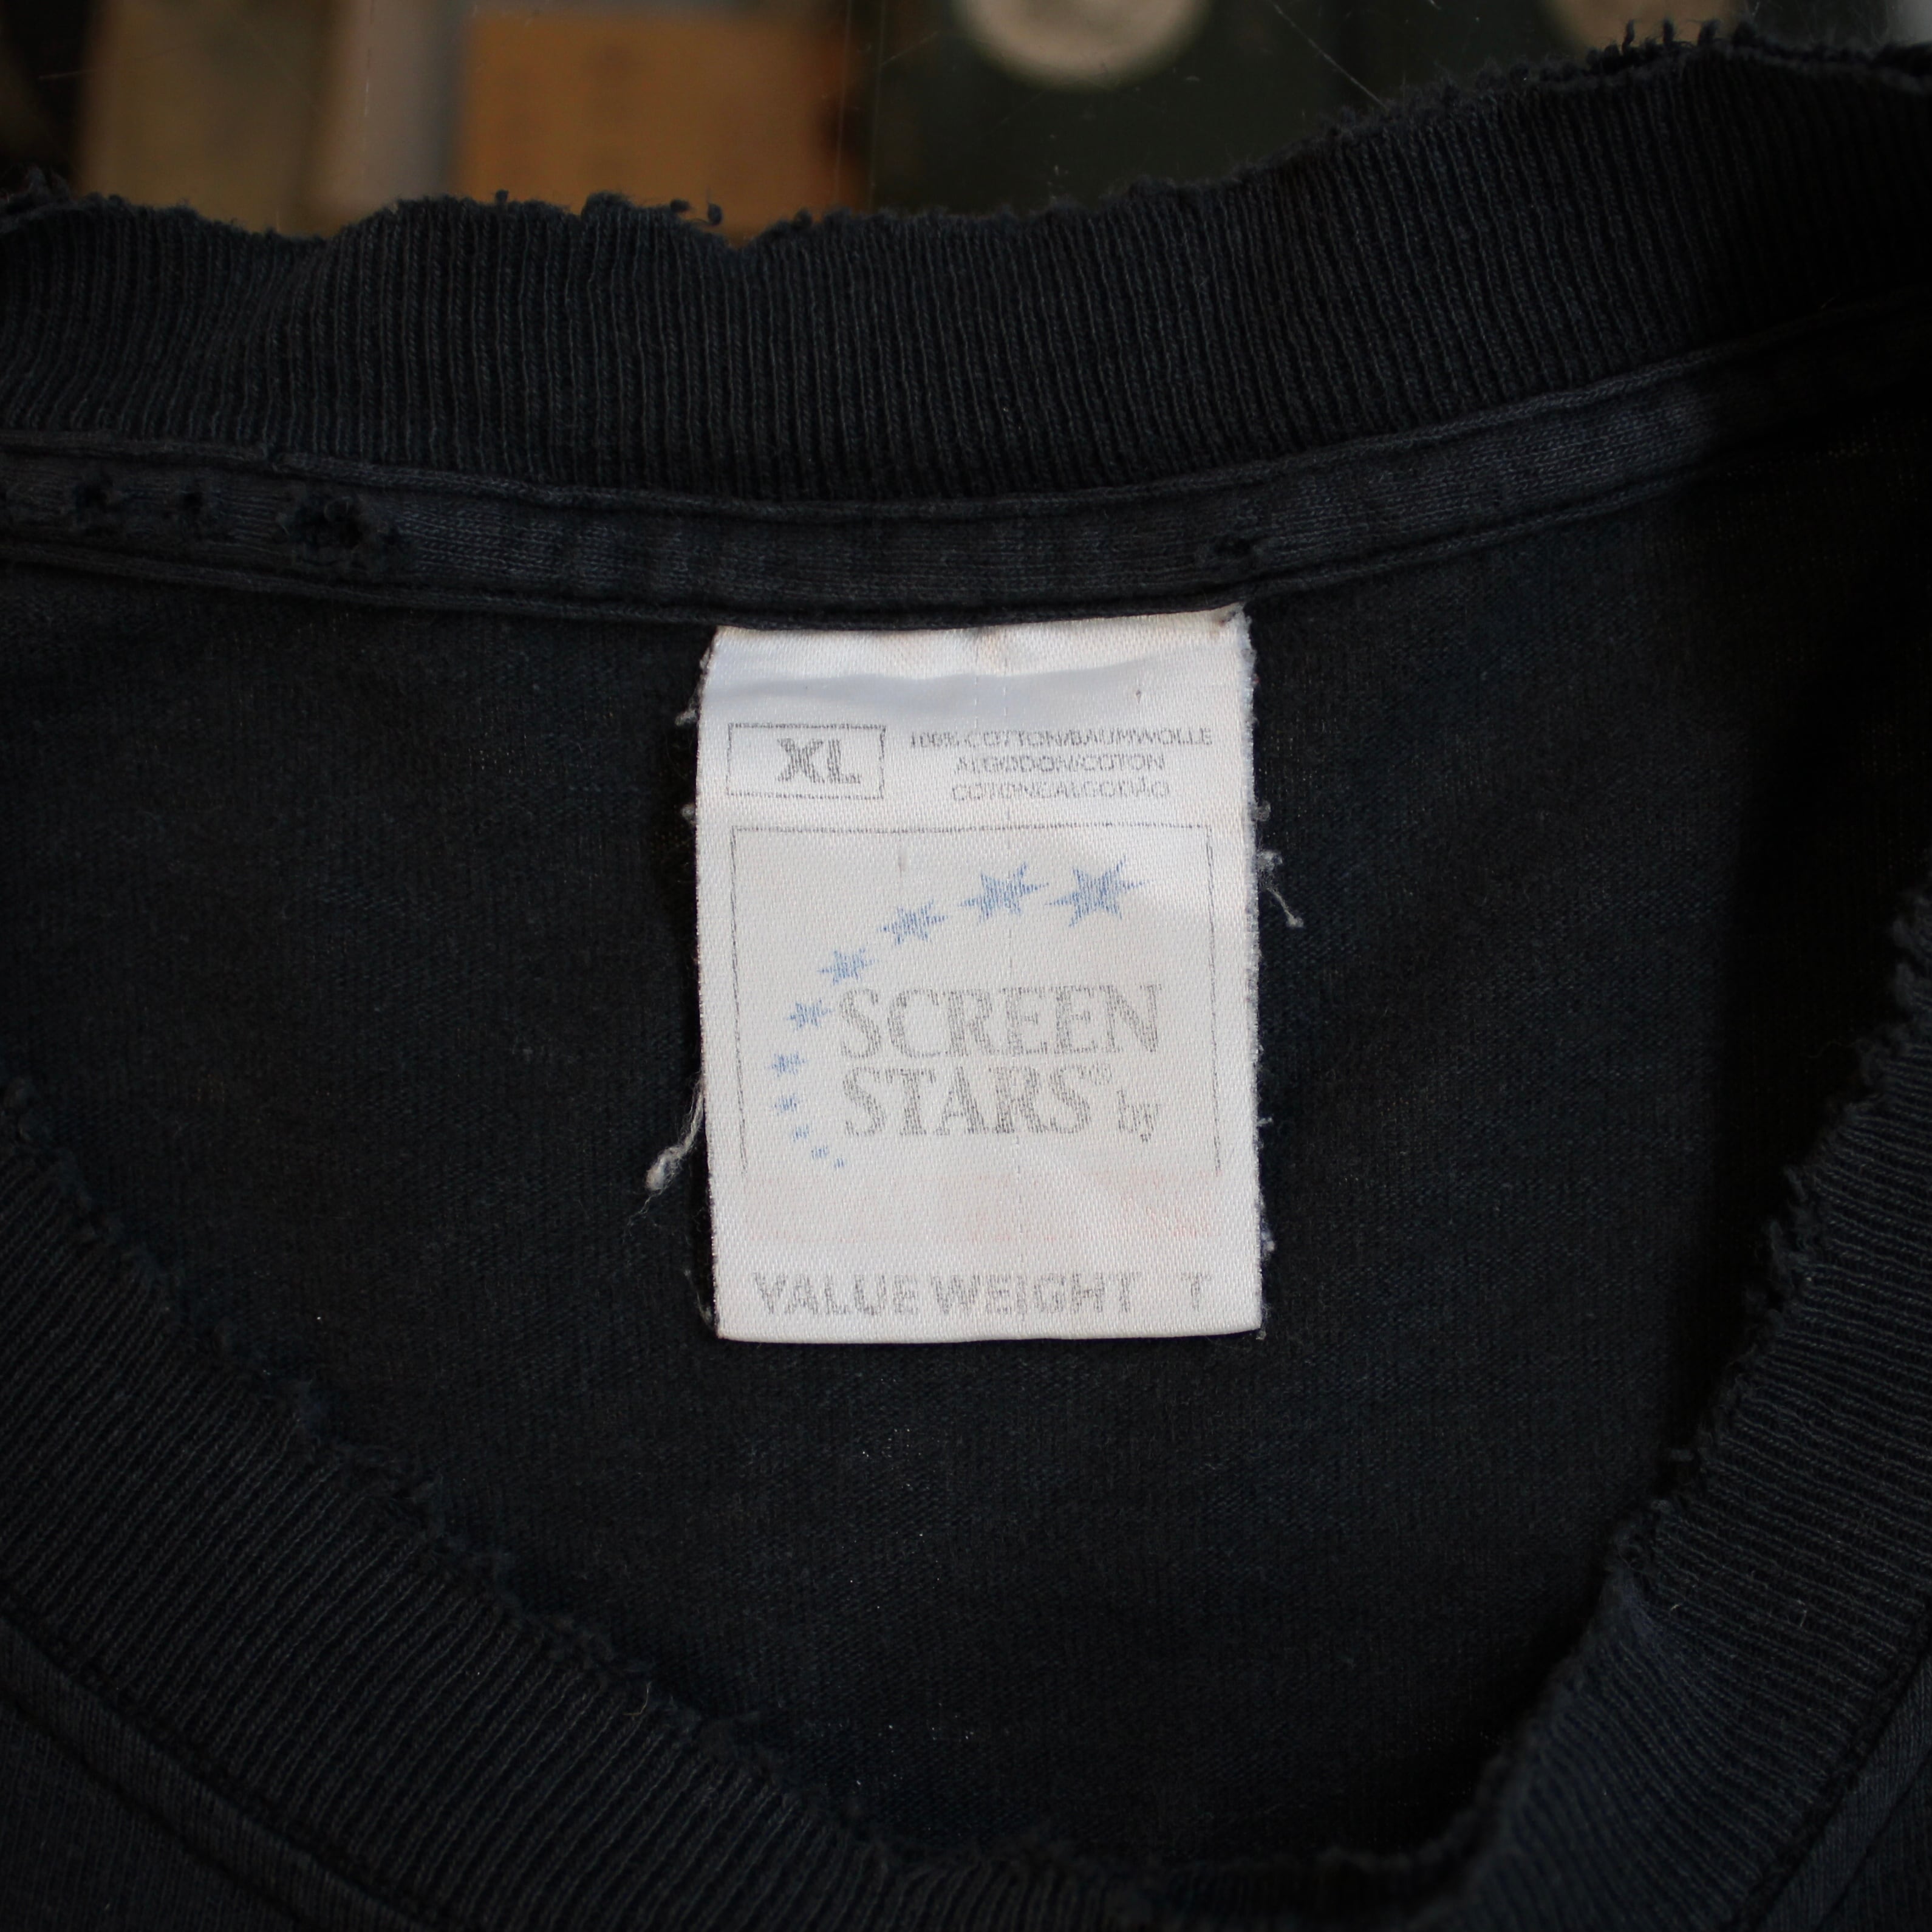 XL
100% COTTON/BAUMWOLLE
ALGODON/COTON
COTONE/ALGODÃO
SCREEN
STARS® by
VALUE WEIGHT T